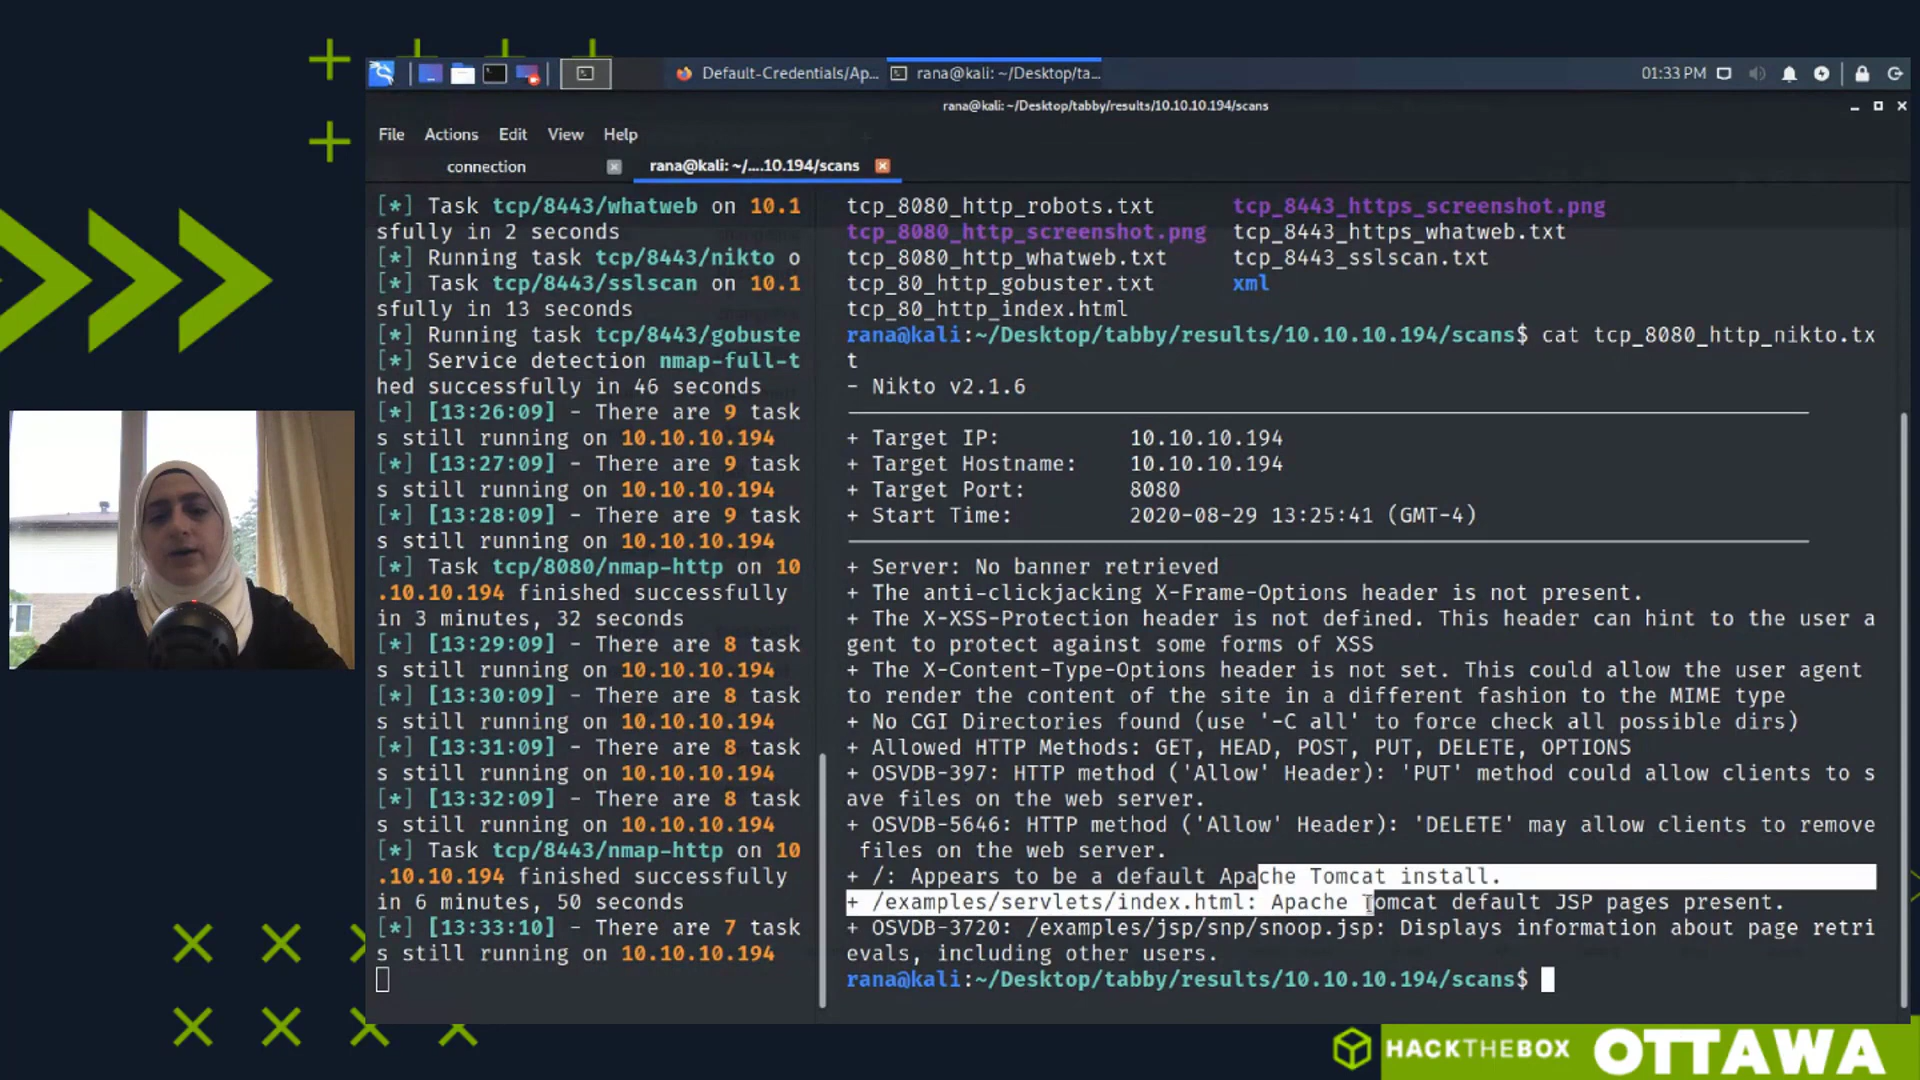 Default-Credentials/Ap...
rana@kali: ~/Desktop/ta...
01:33 PM
rana@kali: ~/Desktop/tabby/results/10.10.10.194/scans
File Actions Edit View Help
connection
rana@kali: ~/....10.194/scans
[*] Task tcp/8443/whatweb on 10.1
sfully in 2 seconds
[*] Running task tcp/8443/nikto o
[*] Task tcp/8443/sslscan on 10.1
sfully in 13 seconds
[*] Running task tcp/8443/gobuste
[*] Service detection nmap-full-t
hed successfully in 46 seconds
[*] [13:26:09] - There are 9 task
s still running on 10.10.10.194
[*] [13:27:09] - There are 9 task
s still running on 10.10.10.194
[*] [13:28:09] - There are 9 task
s still running on 10.10.10.194
[*] Task tcp/8080/nmap-http on 10
.10.10.194 finished successfully
in 3 minutes, 32 seconds
[*] [13:29:09] - There are 8 task
s still running on 10.10.10.194
[*] [13:30:09] - There are 8 task
s still running on 10.10.10.194
[*] [13:31:09] - There are 8 task
s still running on 10.10.10.194
[*] [13:32:09] - There are 8 task
s still running on 10.10.10.194
[*] Task tcp/8443/nmap-http on 10
.10.10.194 finished successfully
in 6 minutes, 50 seconds
[*] [13:33:10] - There are 7 task
s still running on 10.10.10.194
tcp_8080_http_robots.txt tcp_8443_https_screenshot.png
tcp_8080_http_screenshot.png tcp_8443_https_whatweb.txt
tcp_8080_http_whatweb.txt tcp_8443_sslscan.txt
tcp_80_http_gobuster.txt xml
tcp_80_http_index.html
rana@kali:~/Desktop/tabby/results/10.10.10.194/scans$ cat tcp_8080_http_nikto.tx
t
- Nikto v2.1.6
+ Target IP: 10.10.10.194
+ Target Hostname: 10.10.10.194
+ Target Port: 8080
+ Start Time: 2020-08-29 13:25:41 (GMT-4)
+ Server: No banner retrieved
+ The anti-clickjacking X-Frame-Options header is not present.
+ The X-XSS-Protection header is not defined. This header can hint to the user a
gent to protect against some forms of XSS
+ The X-Content-Type-Options header is not set. This could allow the user agent
to render the content of the site in a different fashion to the MIME type
+ No CGI Directories found (use '-C all' to force check all possible dirs)
+ Allowed HTTP Methods: GET, HEAD, POST, PUT, DELETE, OPTIONS
+ OSVDB-397: HTTP method ('Allow' Header): 'PUT' method could allow clients to s
ave files on the web server.
+ OSVDB-5646: HTTP method ('Allow' Header): 'DELETE' may allow clients to remove
files on the web server.
+ /: Appears to be a default Apache Tomcat install.
+ /examples/servlets/index.html: Apache Tomcat default JSP pages present.
+ OSVDB-3720: /examples/jsp/snp/snoop.jsp: Displays information about page retri
evals, including other users.
rana@kali:~/Desktop/tabby/results/10.10.10.194/scans$
HACKTHEBOX OTTAWA